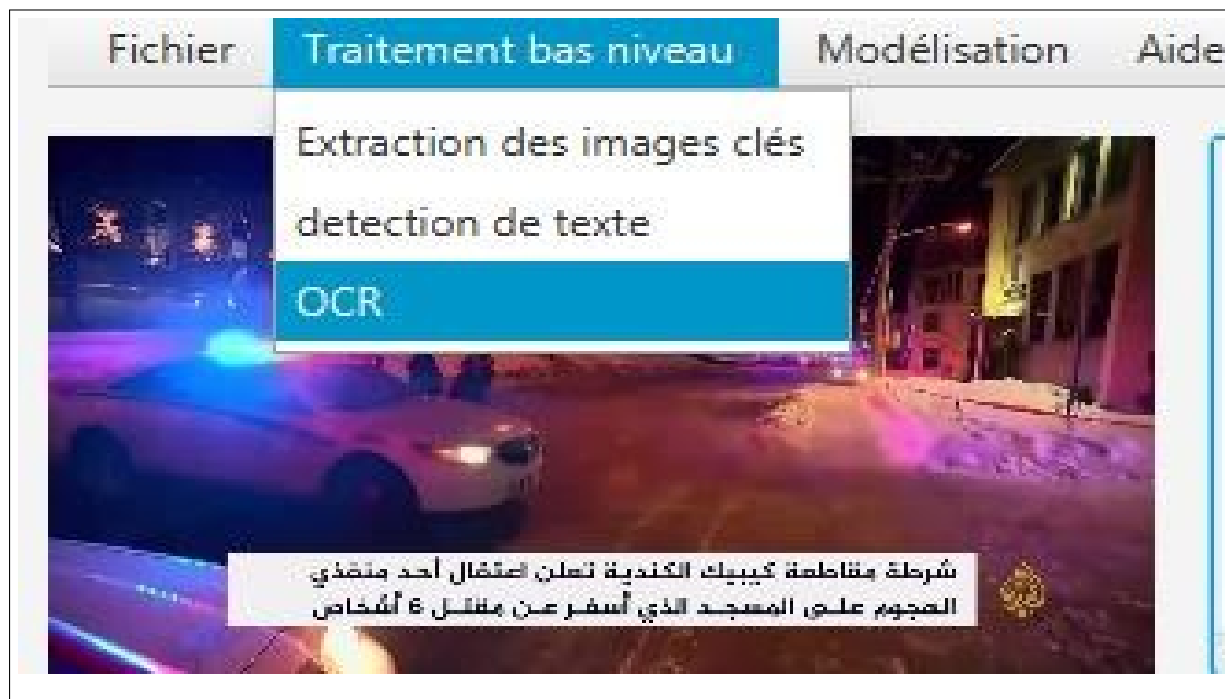 Fichier Traitement bas niveau Modélisation Aide
Extraction des images clés
detection de texte
OCR
شرطة مقاطعة كيبيك الكندية تعلن اعتقال أحد منفذي
الهجوم على المسجد الذي أسفر عن مقتل 6 أشخاص